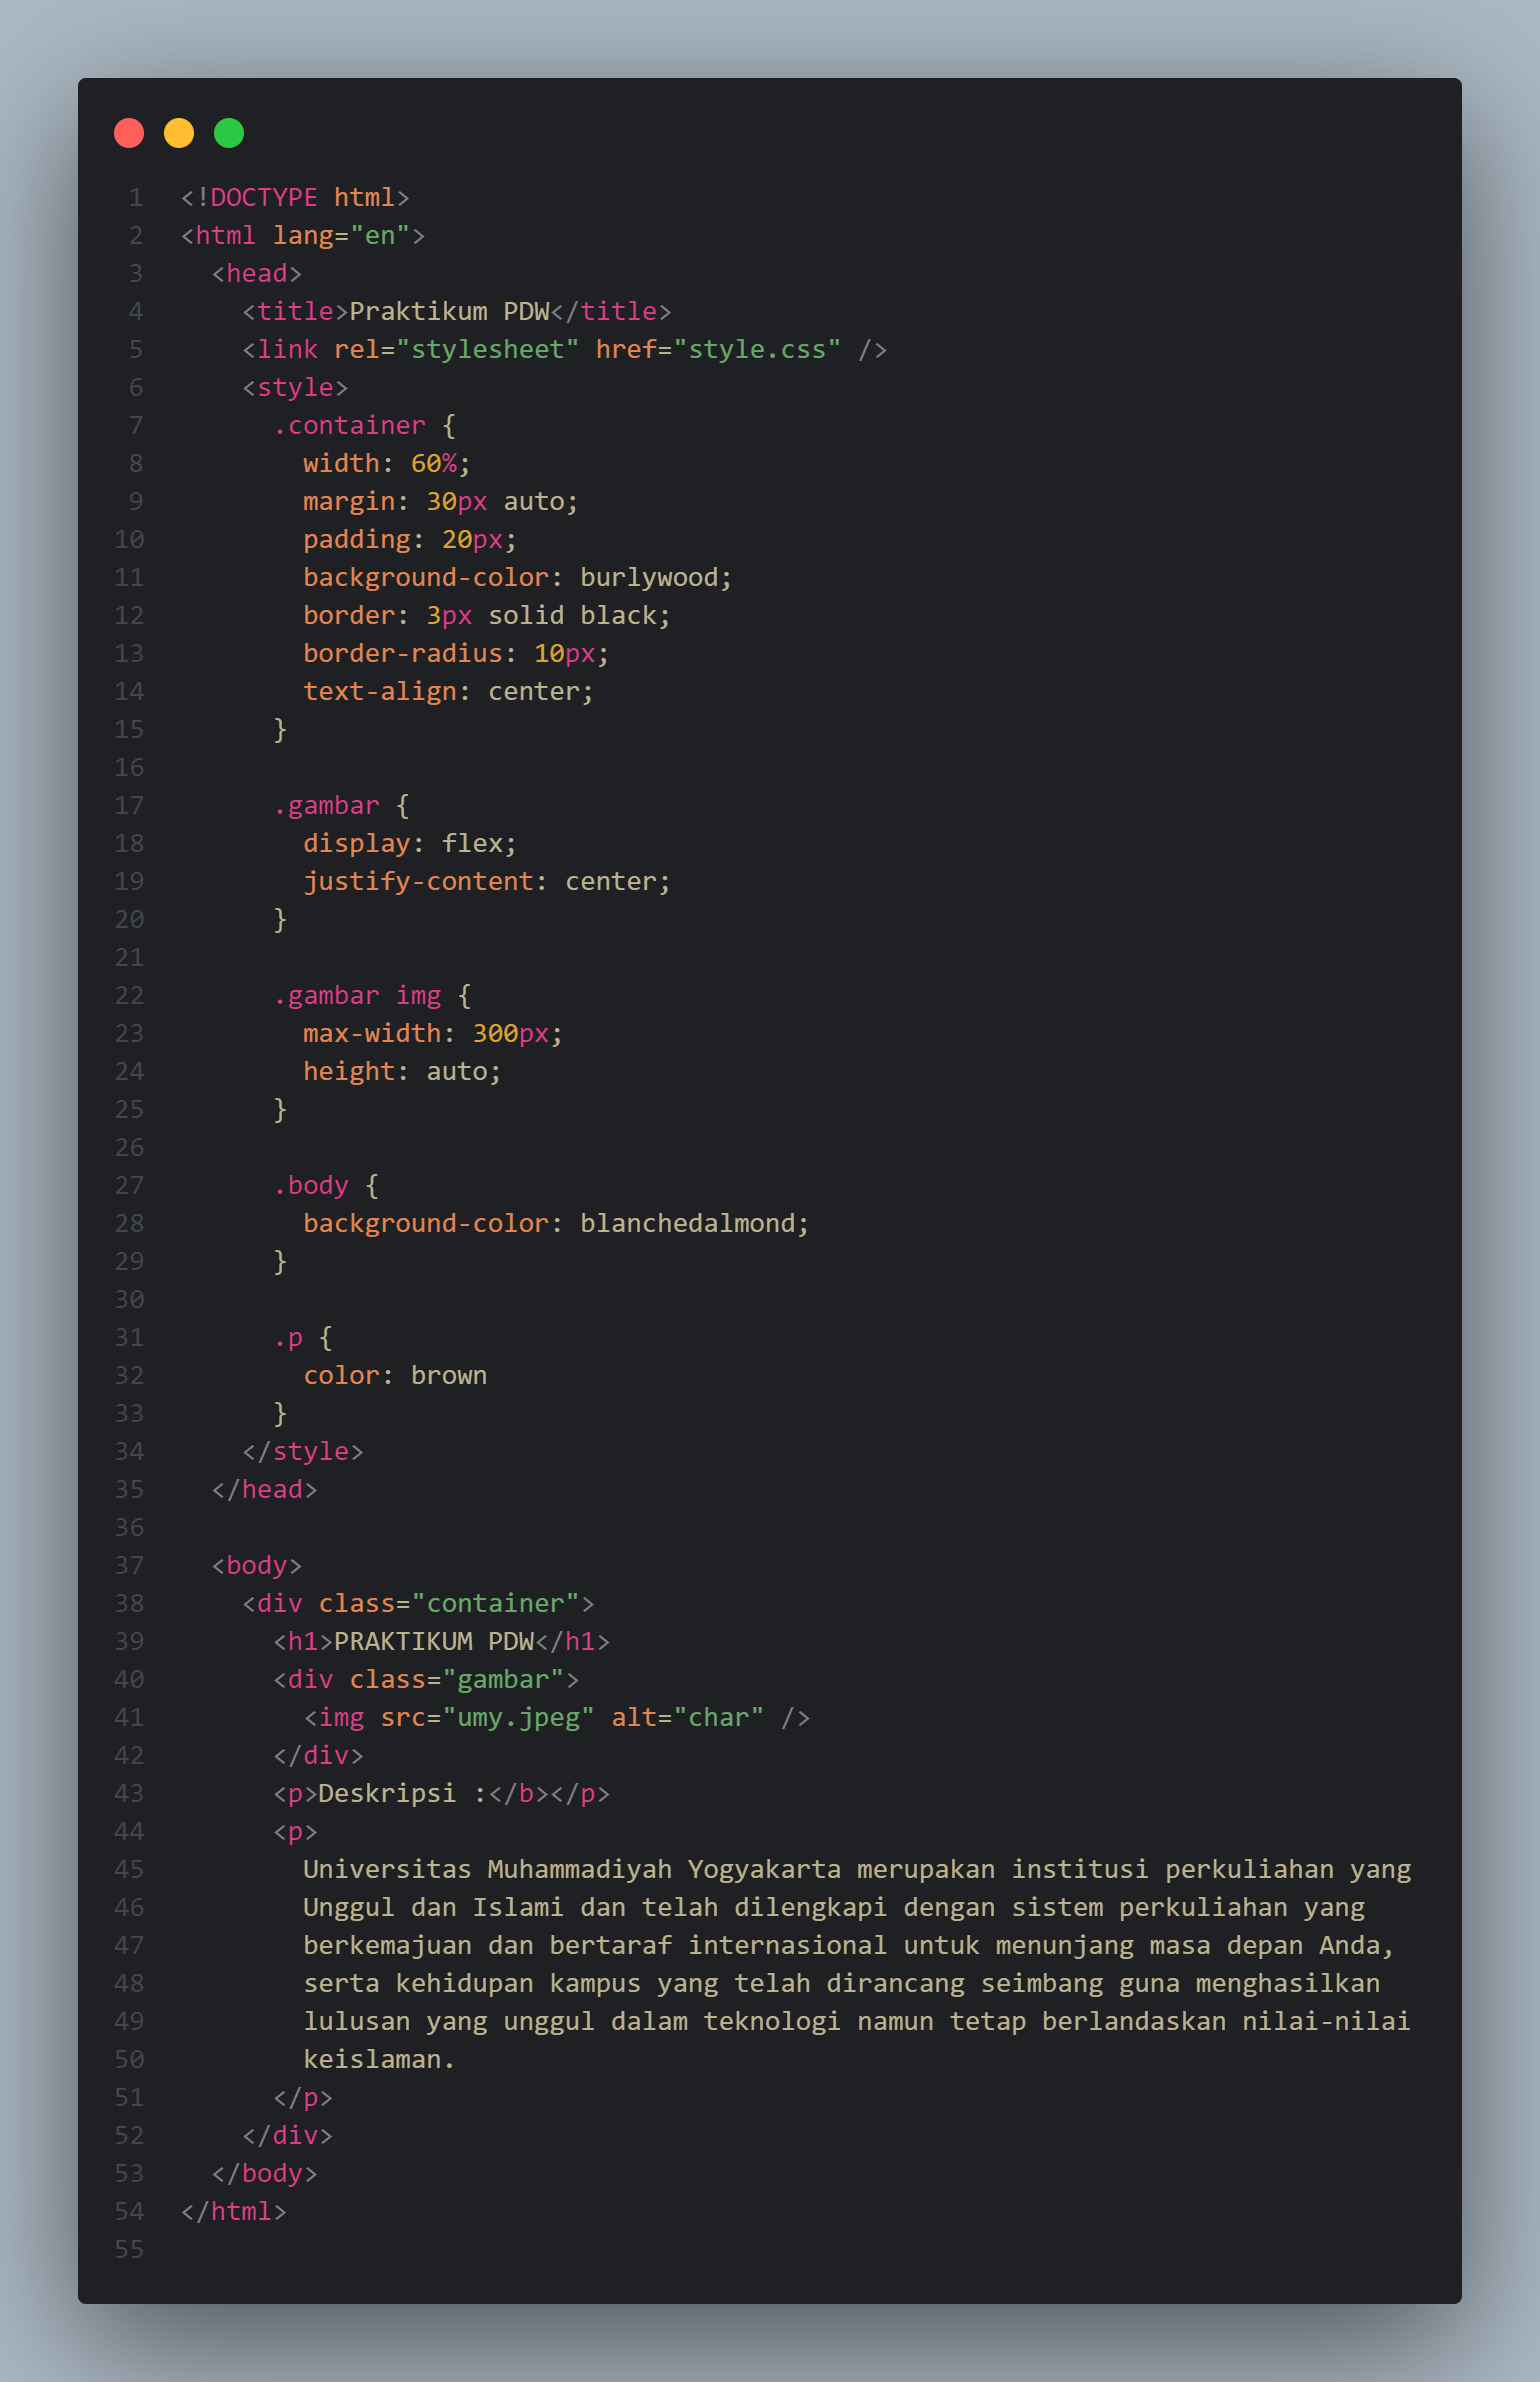 1 <!DOCTYPE html>
2 <html lang="en">
3   <head>
4     <title>Praktikum PDW</title>
5     <link rel="stylesheet" href="style.css" />
6     <style>
7       .container {
8         width: 60%;
9         margin: 30px auto;
10         padding: 20px;
11         background-color: burlywood;
12         border: 3px solid black;
13         border-radius: 10px;
14         text-align: center;
15       }
16
17       .gambar {
18         display: flex;
19         justify-content: center;
20       }
21
22       .gambar img {
23         max-width: 300px;
24         height: auto;
25       }
26
27       .body {
28         background-color: blanchedalmond;
29       }
30
31       .p {
32         color: brown
33       }
34     </style>
35   </head>
36
37   <body>
38     <div class="container">
39       <h1>PRAKTIKUM PDW</h1>
40       <div class="gambar">
41         <img src="umy.jpeg" alt="char" />
42       </div>
43       <p>Deskripsi :</b></p>
44       <p>
45         Universitas Muhammadiyah Yogyakarta merupakan institusi perkuliahan yang
46         Unggul dan Islami dan telah dilengkapi dengan sistem perkuliahan yang
47         berkemajuan dan bertaraf internasional untuk menunjang masa depan Anda,
48         serta kehidupan kampus yang telah dirancang seimbang guna menghasilkan
49         lulusan yang unggul dalam teknologi namun tetap berlandaskan nilai-nilai
50         keislaman.
51       </p>
52     </div>
53   </body>
54 </html>
55